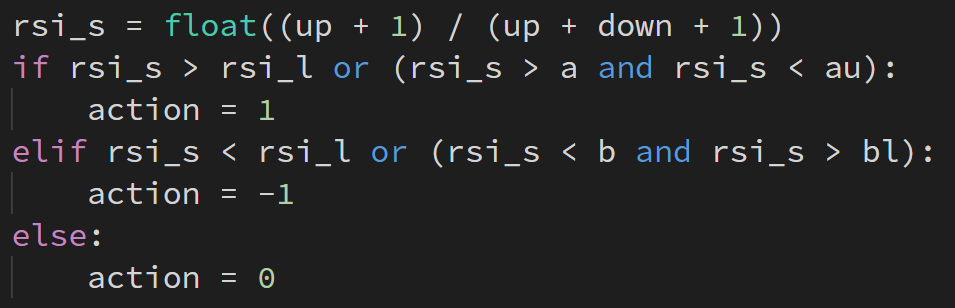 rsi_s = float((up + 1) / (up + down + 1))
if rsi_s > rsi_l or (rsi_s > a and rsi_s < au):
    action = 1
elif rsi_s < rsi_l or (rsi_s < b and rsi_s > bl):
    action = -1
else:
    action = 0